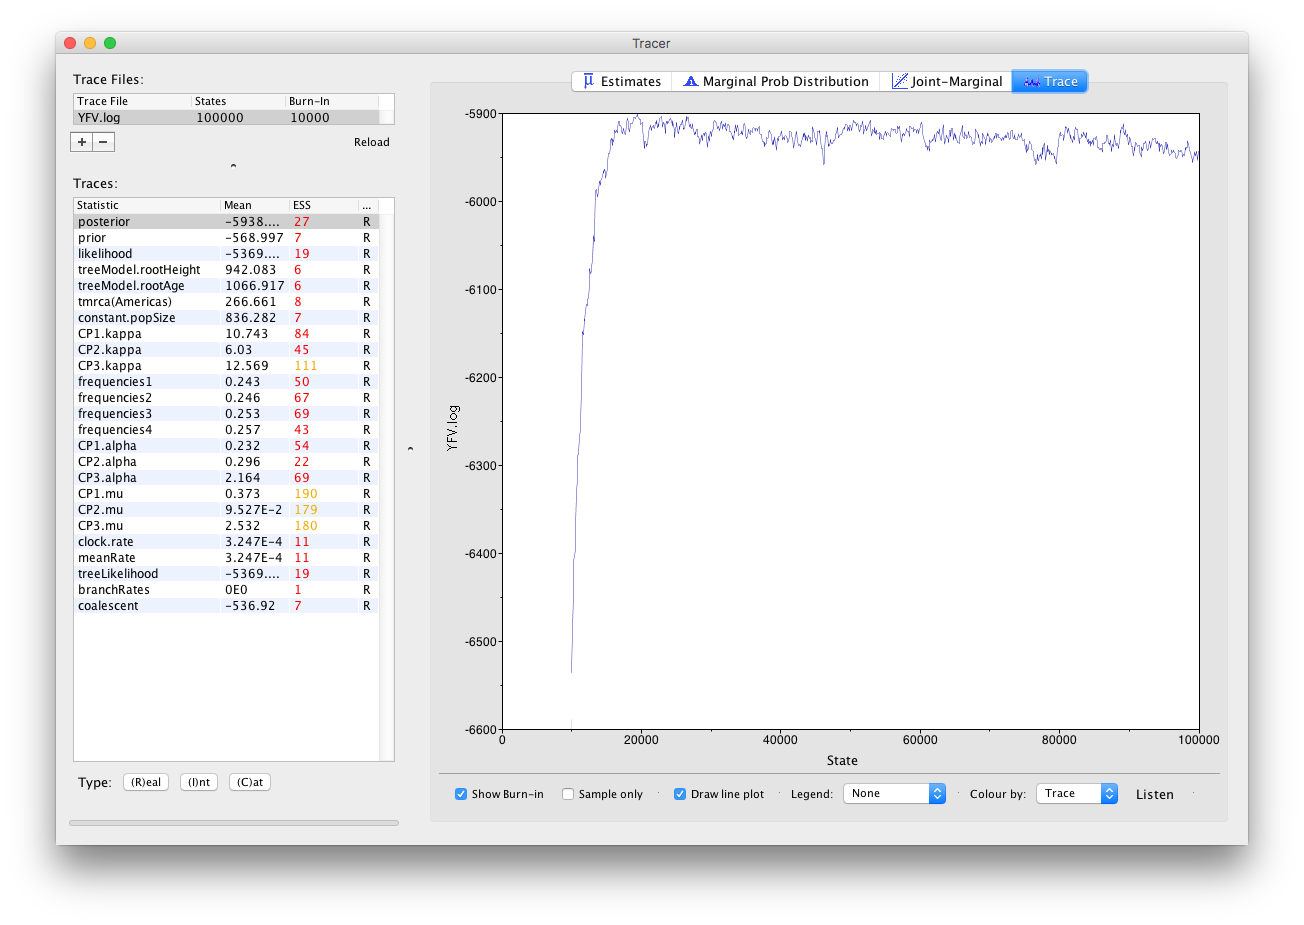 Tracer
Trace Files:
Trace File States Burn-In
YFV.log 100000 10000
+ −
Reload
Traces:
Statistic Mean ESS ...
posterior -5938.... 27 R
prior -568.997 7 R
likelihood -5369.... 19 R
treeModel.rootHeight 942.083 6 R
treeModel.rootAge 1066.917 6 R
tmrca(Americas) 266.661 8 R
constant.popSize 836.282 7 R
CP1.kappa 10.743 84 R
CP2.kappa 6.03 45 R
CP3.kappa 12.569 111 R
frequencies1 0.243 50 R
frequencies2 0.246 67 R
frequencies3 0.253 69 R
frequencies4 0.257 43 R
CP1.alpha 0.232 54 R
CP2.alpha 0.296 22 R
CP3.alpha 2.164 69 R
CP1.mu 0.373 190 R
CP2.mu 9.527E-2 179 R
CP3.mu 2.532 180 R
clock.rate 3.247E-4 11 R
meanRate 3.247E-4 11 R
treeLikelihood -5369.... 19 R
branchRates 0E0 1 R
coalescent -536.92 7 R
Type: (R)eal (I)nt (C)at
Estimates Marginal Prob Distribution Joint-Marginal Trace
-5900
-6000
-6100
-6200
-6300
-6400
-6500
-6600
YFV.log
0 20000 40000 60000 80000 100000
State
Show Burn-in Sample only Draw line plot Legend: None Colour by: Trace Listen